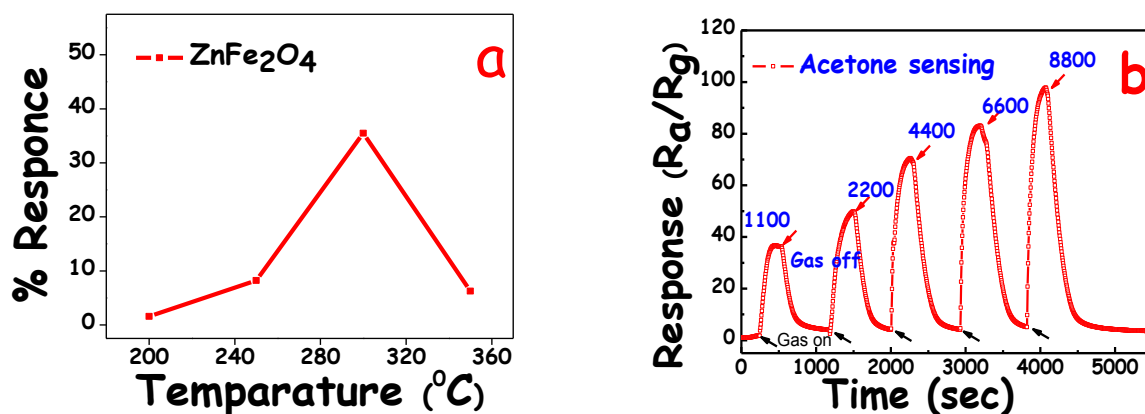 a
ZnFe2O4
% Responce
50
40
30
20
10
0
200
240
280
320
360
Temparature (⁰C)
b
Acetone sensing
Response (Ra/Rg)
120
100
80
60
40
20
0
1100
2200
4400
6600
8800
Gas off
Gas on
0
1000
2000
3000
4000
5000
Time (sec)